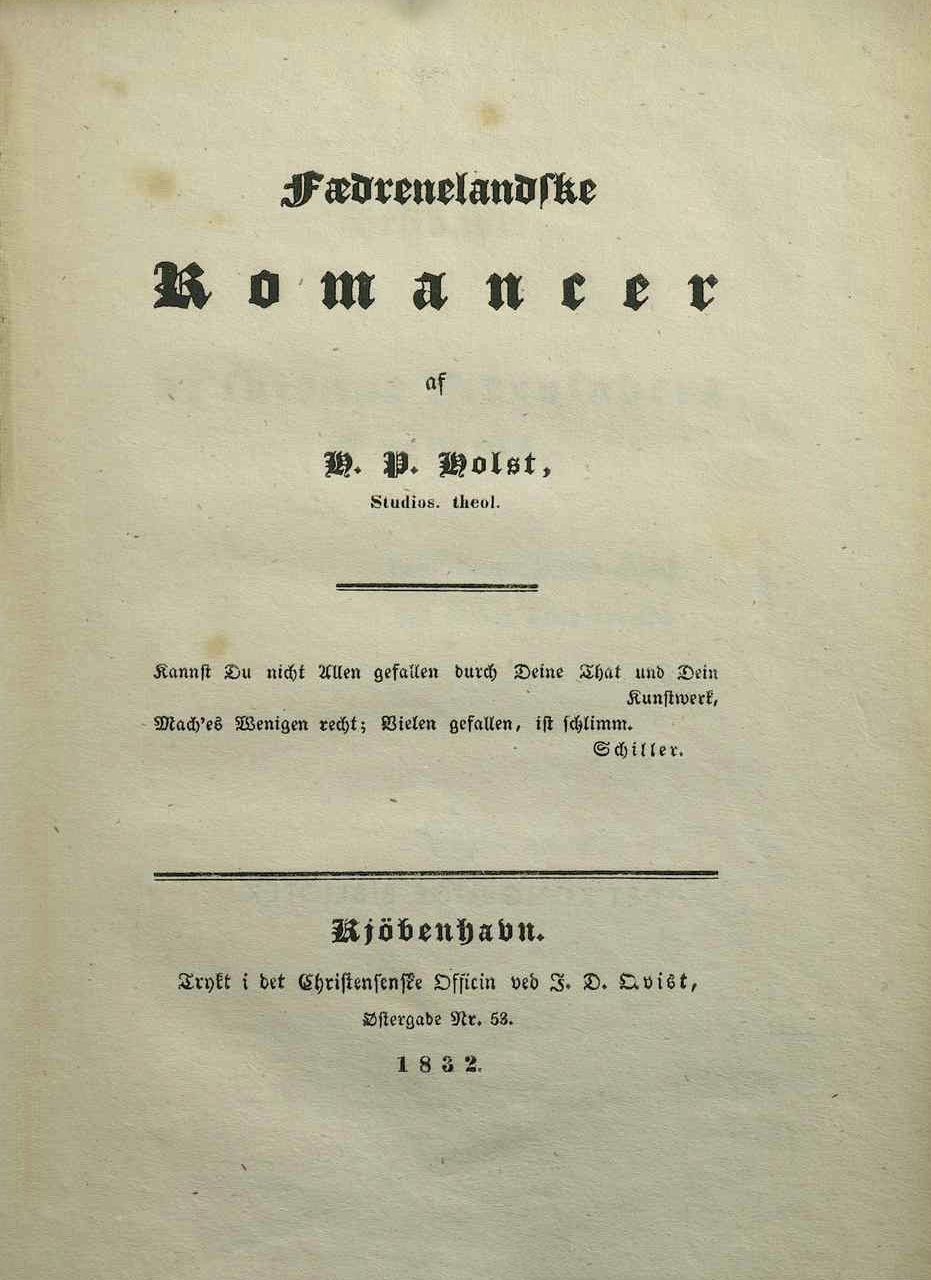 Fædrenelandske
Romancer
af
H. P. Holst,
Studios. theol.
Kannst Du nicht Allen gefallen durch Deine That und Dein
Kunstwerk,
Mach'es Wenigen recht; Vielen gefallen, ist schlimm.
Schiller.
Kjöbenhavn.
Trykt i det Christensenske Officin ved J. D. Qvist,
Østergade Nr. 53.
1832.